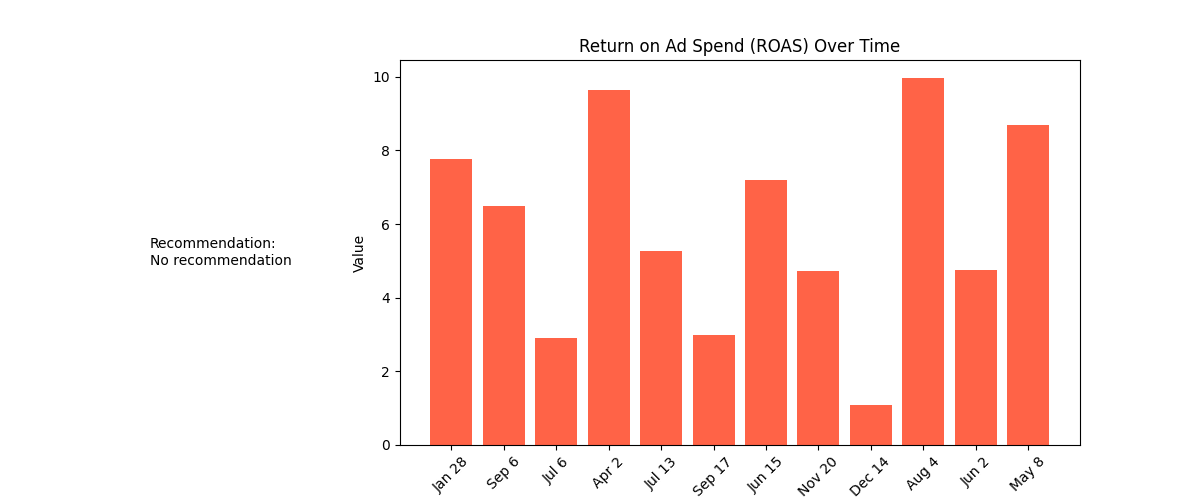 Return on Ad Spend (ROAS) Over Time
Recommendation:
No recommendation
Value
10
8
6
4
2
0
Jan 28
Sep 6
Jul 6
Apr 2
Jul 13
Sep 17
Jun 15
Nov 20
Dec 14
Aug 4
Jun 2
May 8